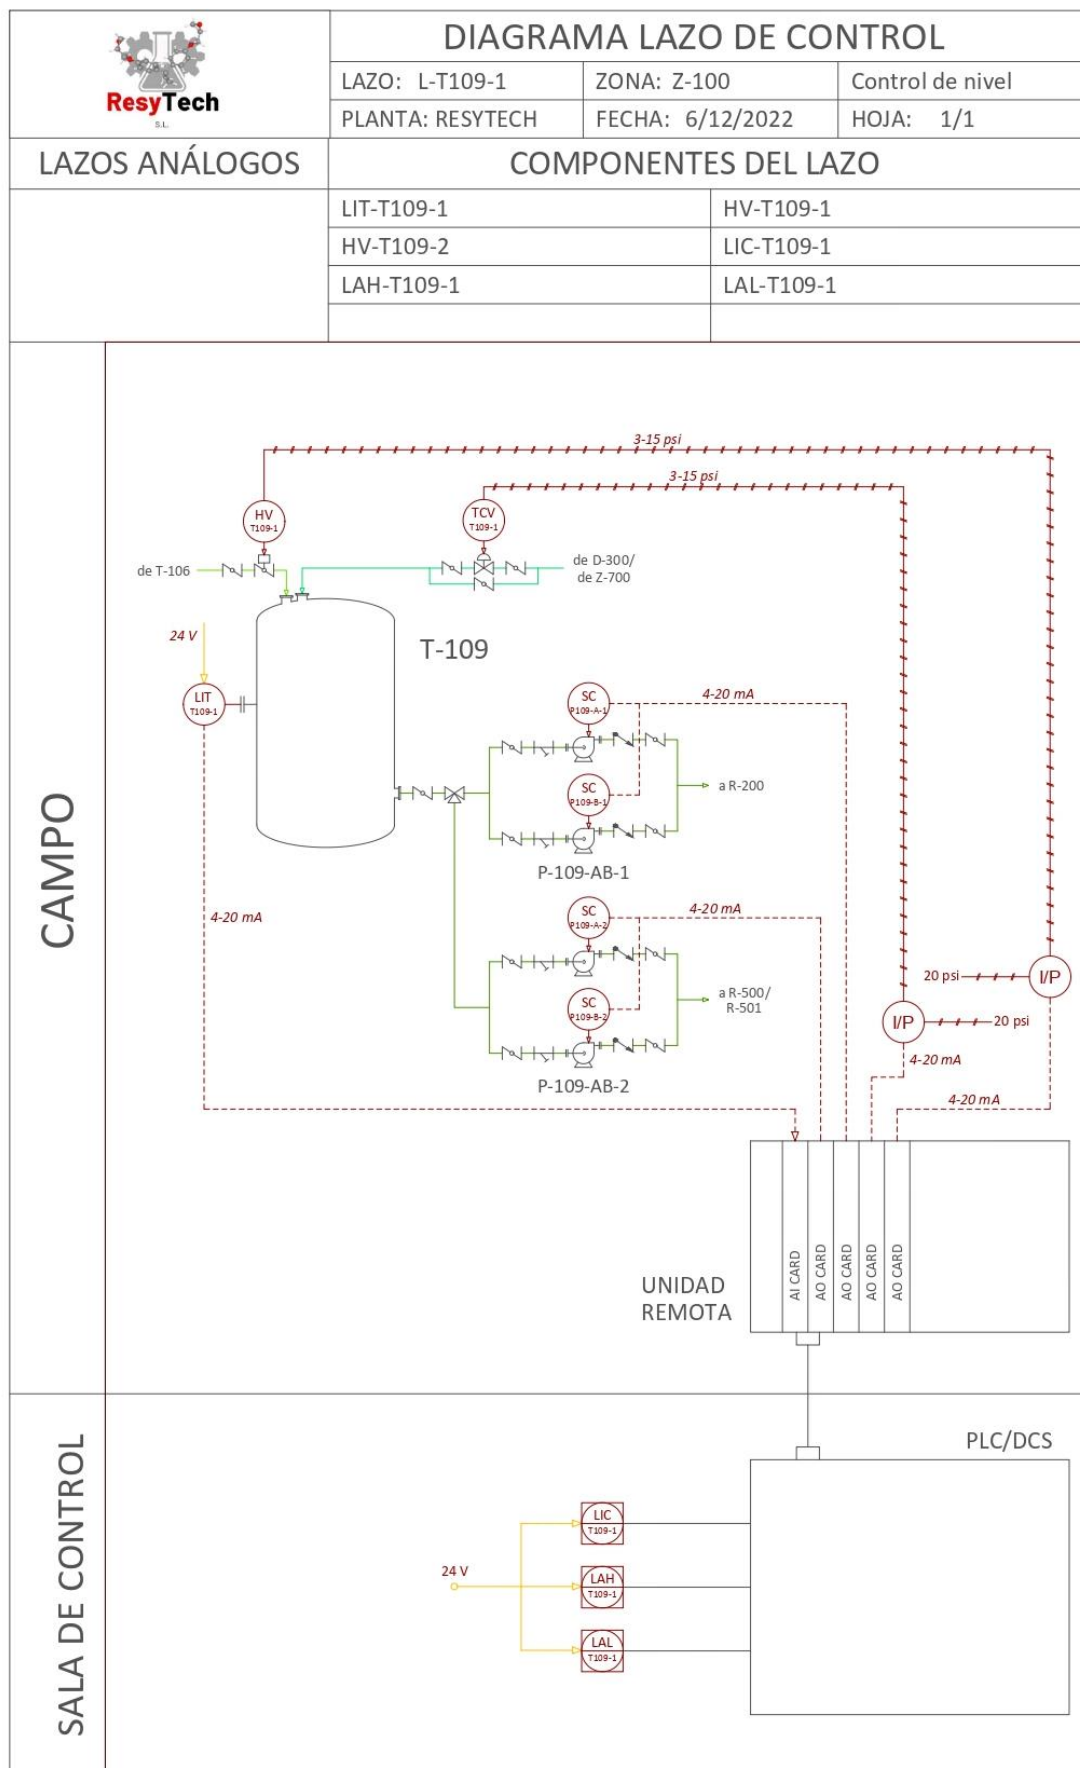 ResyTech
S.L.
DIAGRAMA LAZO DE CONTROL
LAZO: L-T109-1
ZONA: Z-100
Control de nivel
PLANTA: RESYTECH
FECHA: 6/12/2022
HOJA: 1/1
LAZOS ANÁLOGOS
COMPONENTES DEL LAZO
LIT-T109-1
HV-T109-1
HV-T109-2
LIC-T109-1
LAH-T109-1
LAL-T109-1
CAMPO
3-15 psi
3-15 psi
HV
T109-1
TCV
T109-1
de T-106
de D-300/
de Z-700
24 V
T-109
LIT
T109-1
SC
P109-A-1
4-20 mA
SC
P109-B-1
a R-200
P-109-AB-1
4-20 mA
SC
P109-A-2
4-20 mA
SC
P109-B-2
a R-500/
R-501
P-109-AB-2
20 psi
I/P
I/P
20 psi
4-20 mA
4-20 mA
AI CARD
AO CARD
AO CARD
AO CARD
AO CARD
UNIDAD
REMOTA
SALA DE CONTROL
PLC/DCS
LIC
T109-1
24 V
LAH
T109-1
LAL
T109-1